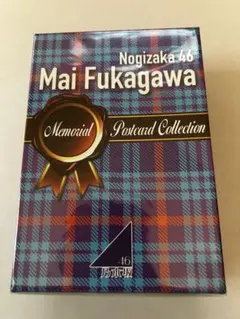 Nogizaka 46
Mai Fukagawa
Memorial Postcard Collection
46
乃木坂